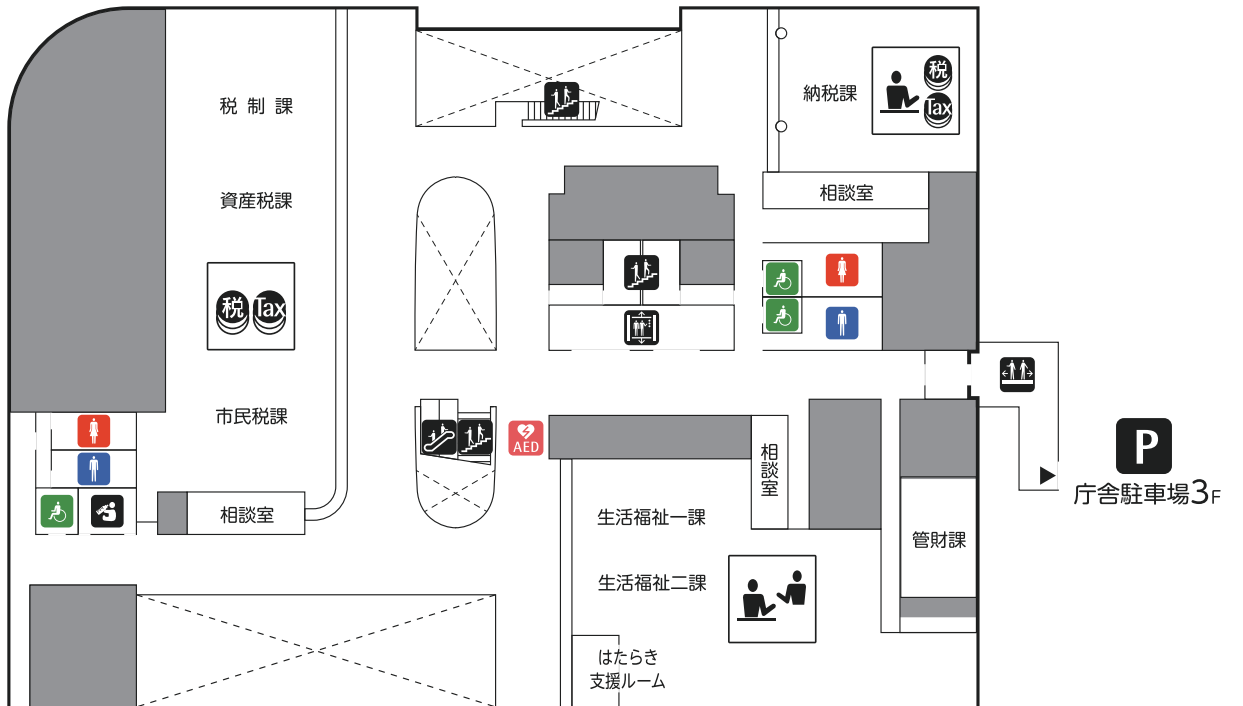 税制課
納税課
税
Tax
相談室
資産税課
税
Tax
市民税課
AED
相談室
P
庁舎駐車場3F
相談室
生活福祉一課
管財課
生活福祉二課
はたらき
支援ルーム